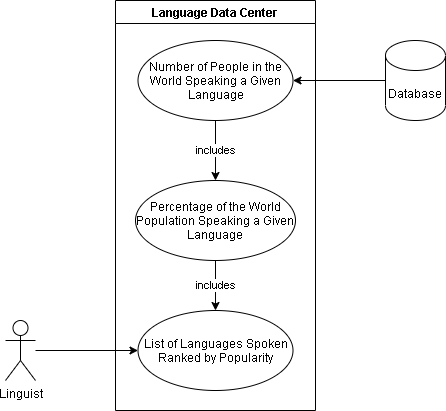 Language Data Center
Number of People in the
World Speaking a Given
Language
Database
includes
Percentage of the World
Population Speaking a Given
Language
includes
List of Languages Spoken
Ranked by Popularity
Linguist